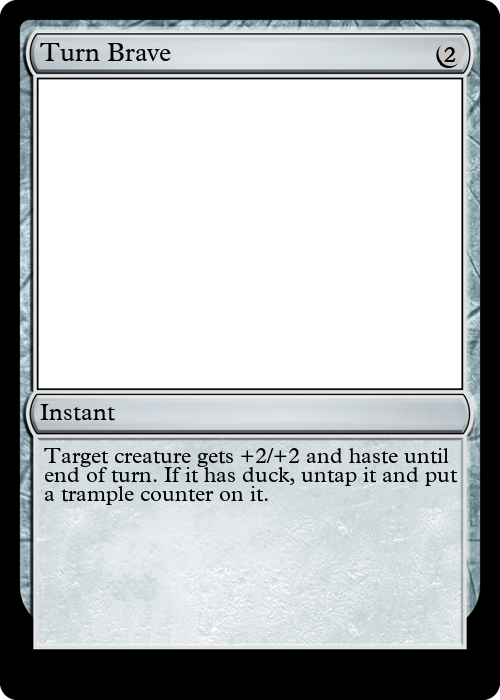 Turn Brave 2
Instant
Target creature gets +2/+2 and haste until
end of turn. If it has duck, untap it and put
a trample counter on it.